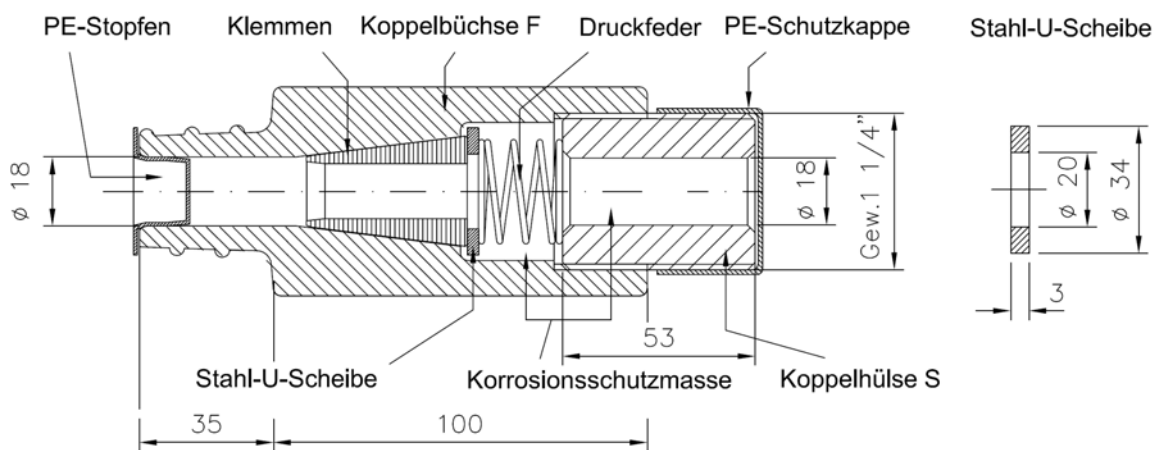 PE-Stopfen
Klemmen
Koppelbüchse F
Druckfeder
PE-Schutzkappe
Stahl-U-Scheibe
ø 18
ø 18
Gew.1 1/4”
ø 20
ø 34
3
53
Stahl-U-Scheibe
Korrosionsschutzmasse
Koppelhülse S
35
100